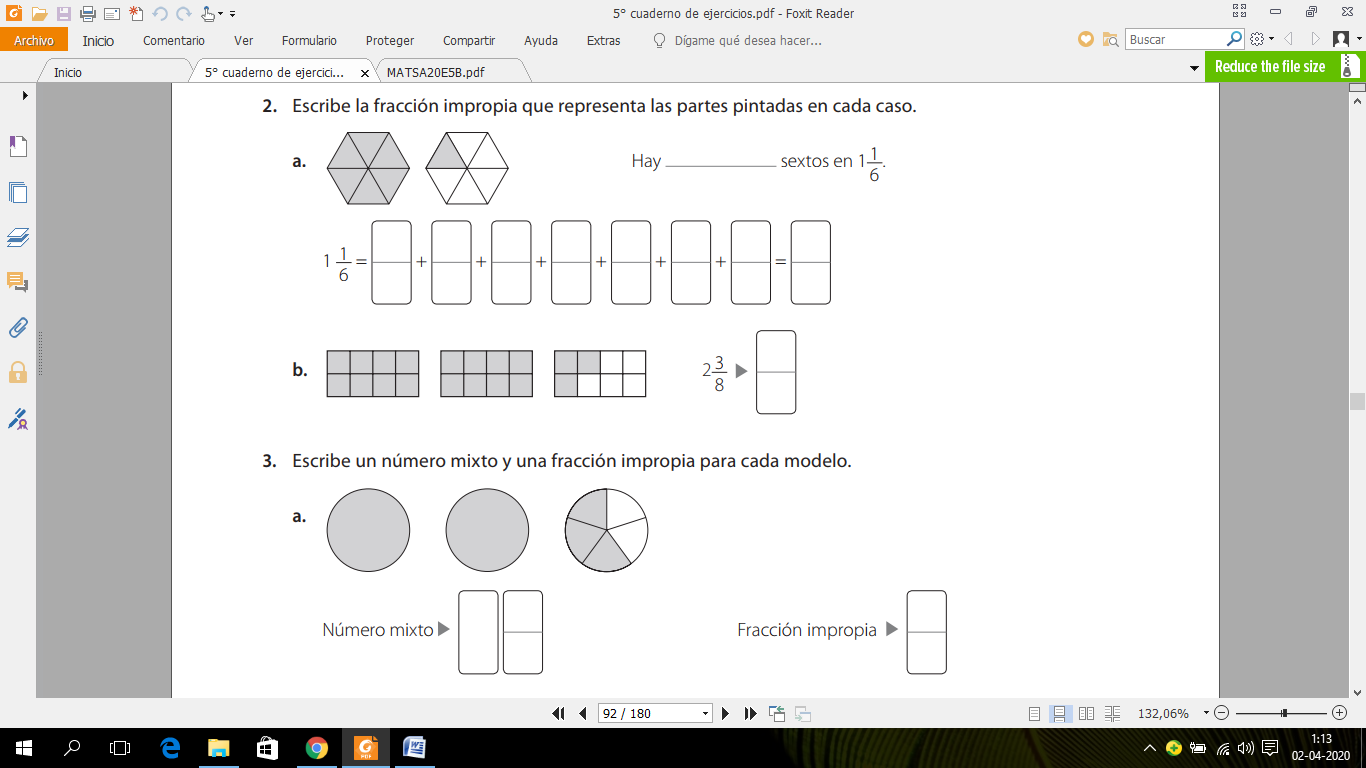 5° cuaderno de ejercicios.pdf - Foxit Reader
Archivo Inicio Comentario Ver Formulario Proteger Compartir Ayuda Extras Dígame qué desea hacer... Buscar
Inicio 5° cuaderno de ejercici... MATSA20E5B.pdf Reduce the file size
2. Escribe la fracción impropia que representa las partes pintadas en cada caso.
a. Hay __________ sextos en 1 1/6.
1 1/6 = + + + + + + =
b. 2 3/8 ▶
3. Escribe un número mixto y una fracción impropia para cada modelo.
a.
Número mixto ▶ Fracción impropia ▶
92 / 180 132,06%
1:13
02-04-2020